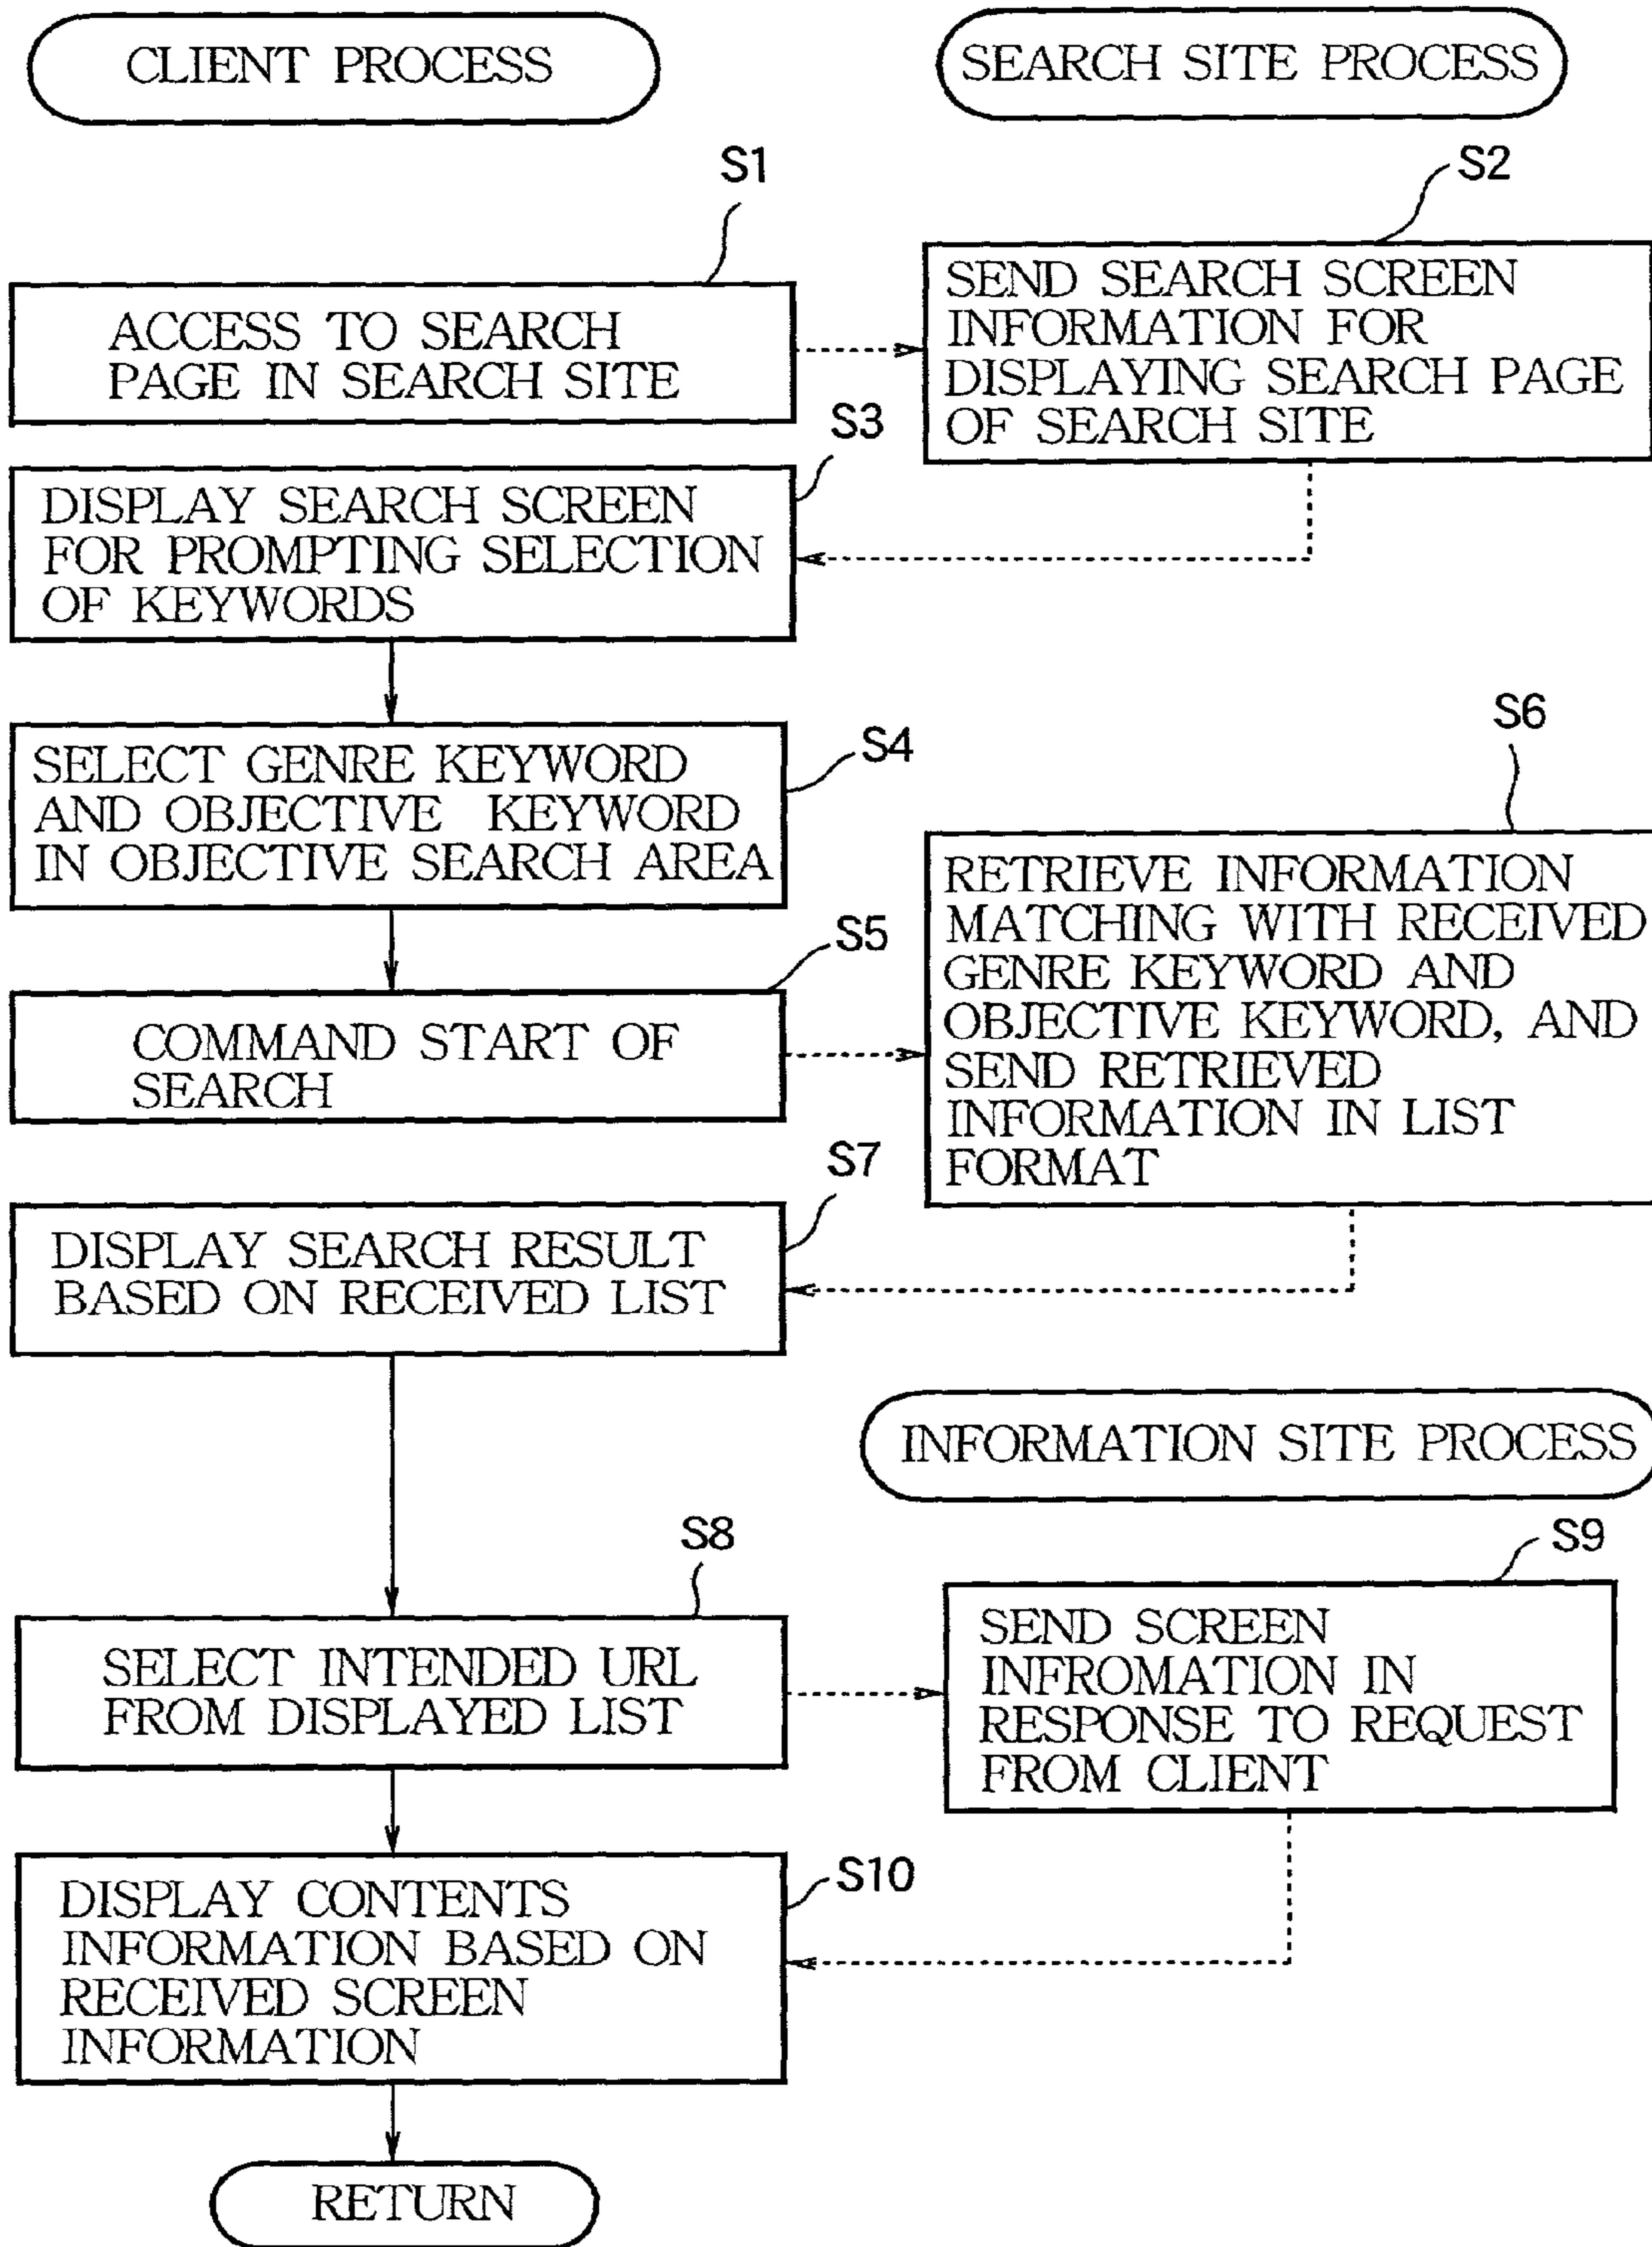 CLIENT PROCESS
SEARCH SITE PROCESS
S1
S2
ACCESS TO SEARCH
PAGE IN SEARCH SITE
SEND SEARCH SCREEN
INFORMATION FOR
DISPLAYING SEARCH PAGE
OF SEARCH SITE
S3
DISPLAY SEARCH SCREEN
FOR PROMPTING SELECTION
OF KEYWORDS
S4
SELECT GENRE KEYWORD
AND OBJECTIVE KEYWORD
IN OBJECTIVE SEARCH AREA
S5
COMMAND START OF
SEARCH
S6
RETRIEVE INFORMATION
MATCHING WITH RECEIVED
GENRE KEYWORD AND
OBJECTIVE KEYWORD, AND
SEND RETRIEVED
INFORMATION IN LIST
FORMAT
S7
DISPLAY SEARCH RESULT
BASED ON RECEIVED LIST
INFORMATION SITE PROCESS
S8
SELECT INTENDED URL
FROM DISPLAYED LIST
S9
SEND SCREEN
INFROMATION IN
RESPONSE TO REQUEST
FROM CLIENT
S10
DISPLAY CONTENTS
INFORMATION BASED ON
RECEIVED SCREEN
INFORMATION
RETURN